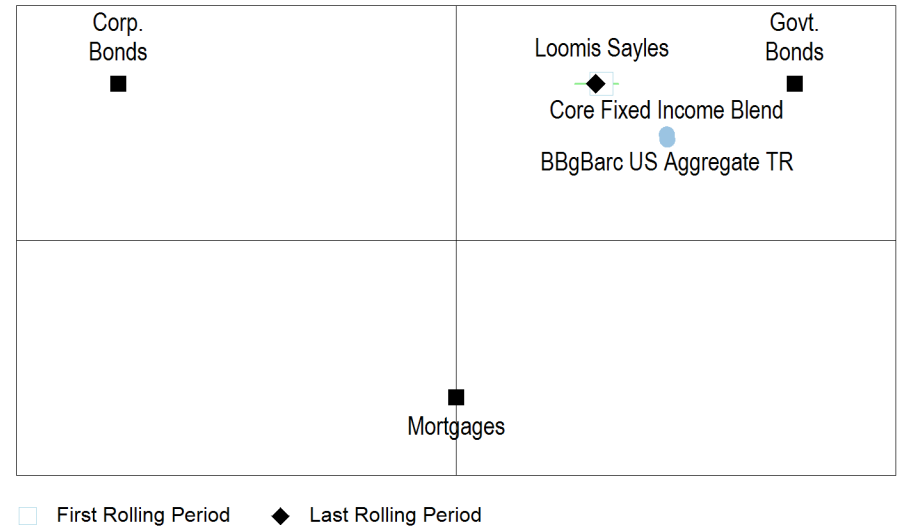 Corp.
Bonds
Govt.
Bonds
Loomis Sayles
Core Fixed Income Blend
BBgBarc US Aggregate TR
Mortgages
First Rolling Period
Last Rolling Period